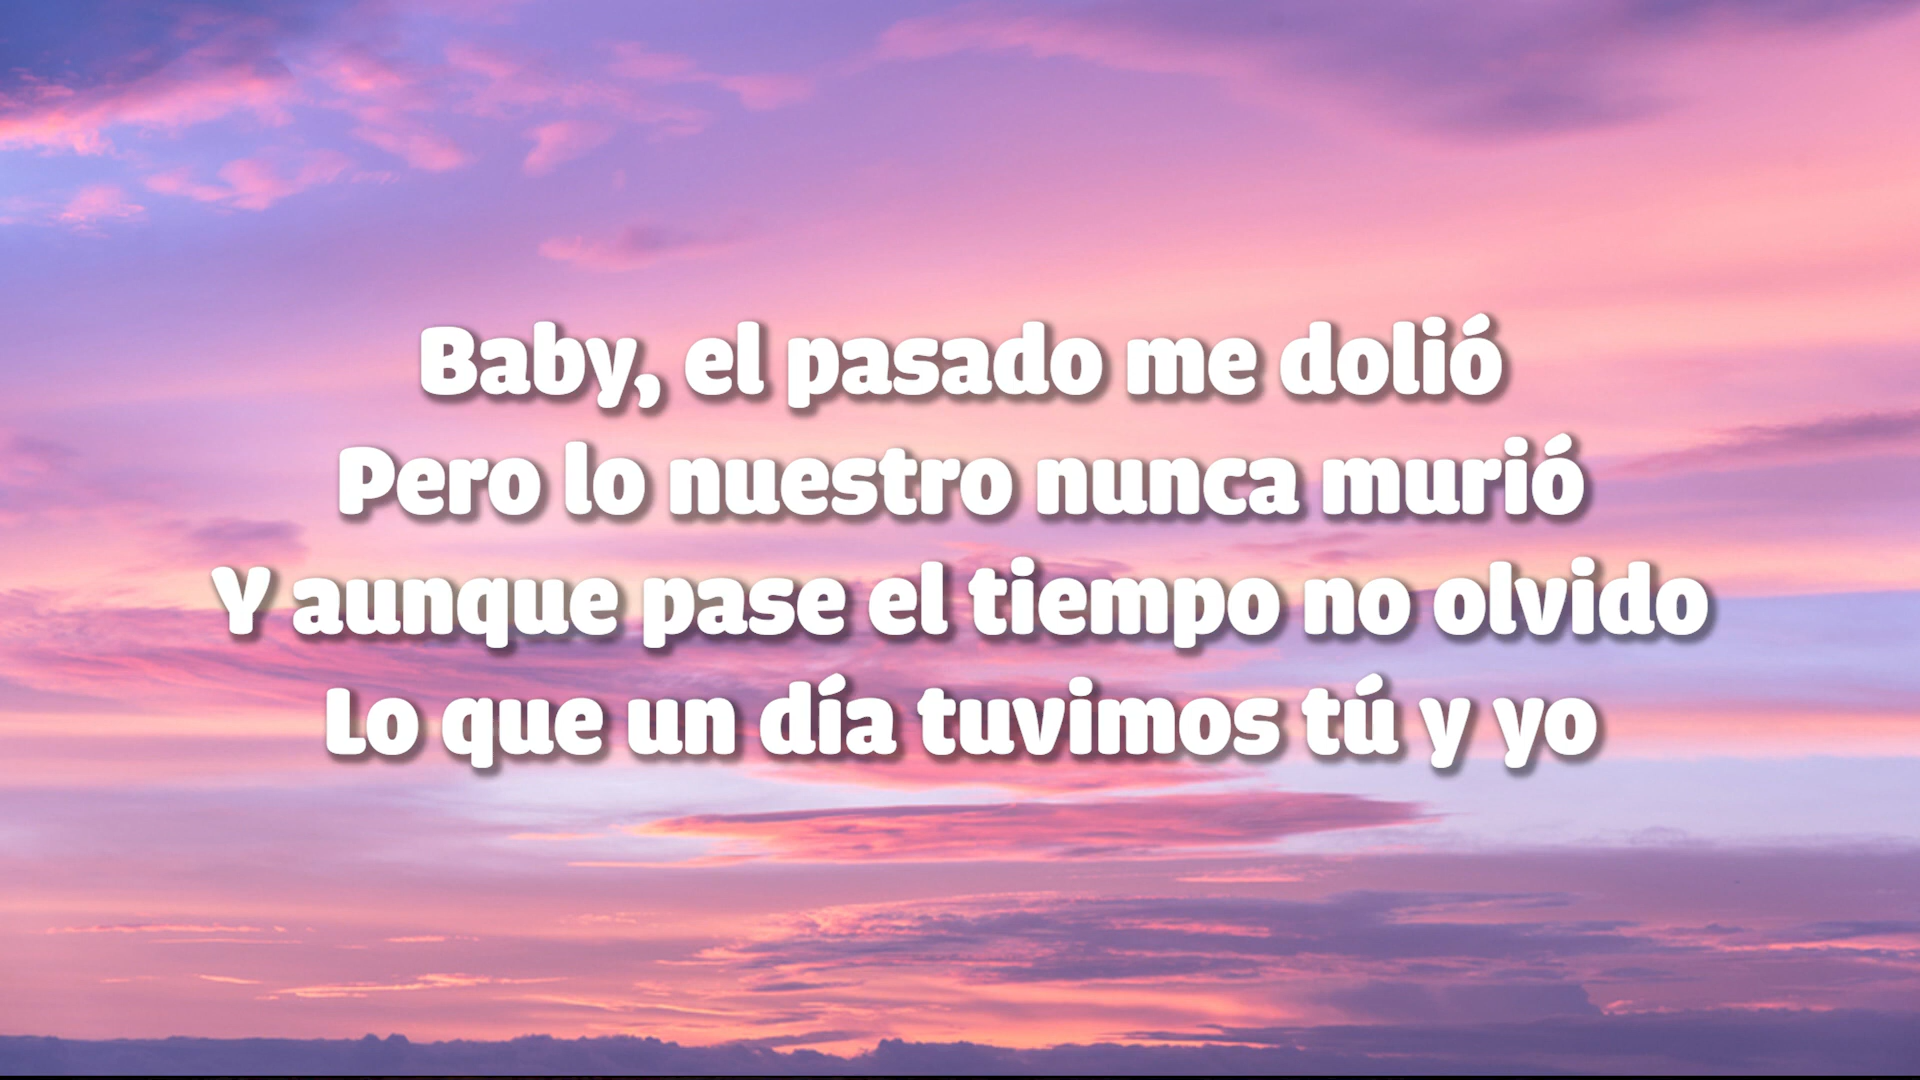 Baby, el pasado me dolió
Pero lo nuestro nunca murió
Y aunque pase el tiempo no olvido
Lo que un día tuvimos tú y yo